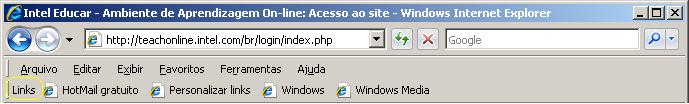 Intel Educar - Ambiente de Aprendizagem On-line: Acesso ao site - Windows Internet Explorer
http://teachonline.intel.com/br/login/index.php Google
Arquivo Editar Exibir Favoritos Ferramentas Ajuda
Links HotMail gratuito Personalizar links Windows Windows Media